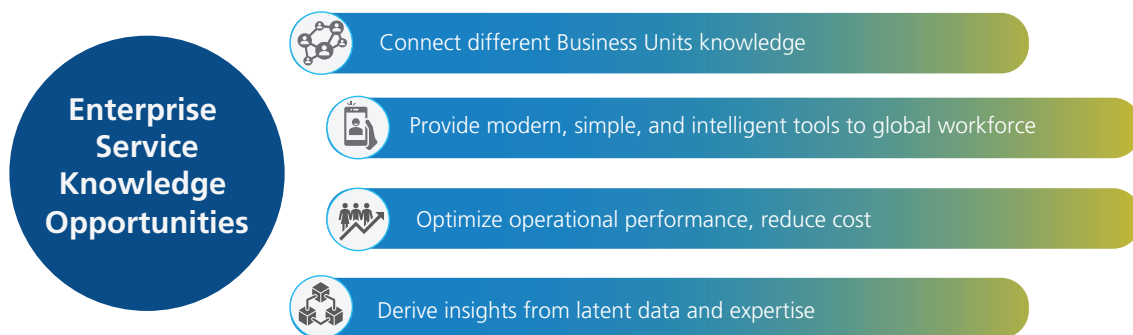 Enterprise
Service
Knowledge
Opportunities
Connect different Business Units knowledge
Provide modern, simple, and intelligent tools to global workforce
Optimize operational performance, reduce cost
Derive insights from latent data and expertise